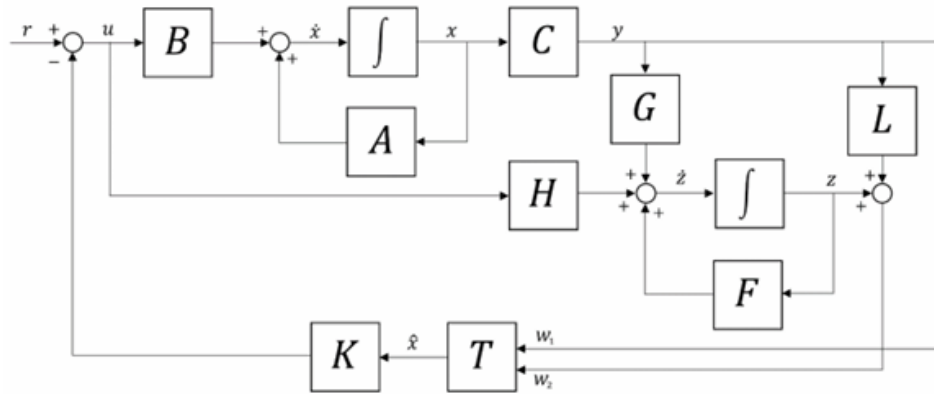 r + − u B + + ẋ ∫ x C y
G L
A
H + + + ż ∫ z + +
F
K x̂ T W₁
W₂